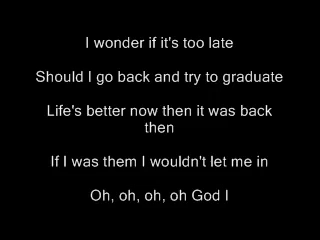 I wonder if it's too late
Should I go back and try to graduate
Life's better now then it was back
then
If I was them I wouldn't let me in
Oh, oh, oh, oh God I